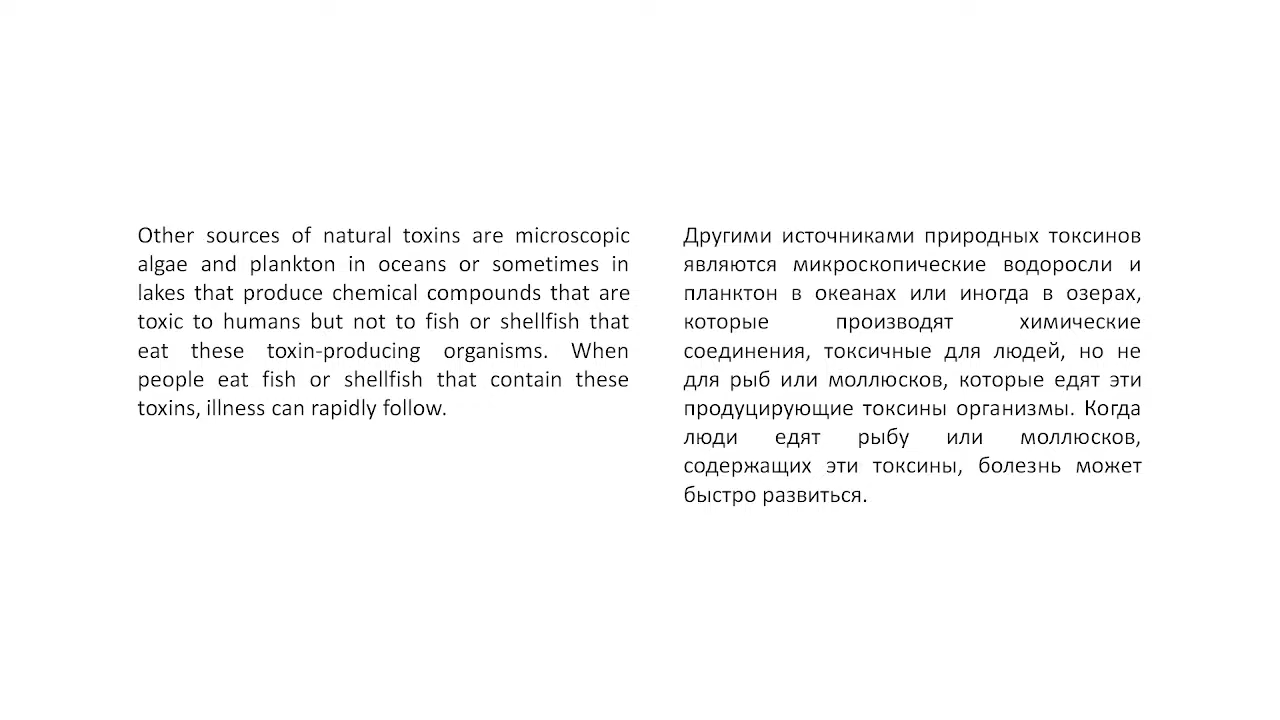 Other sources of natural toxins are microscopic
algae and plankton in oceans or sometimes in
lakes that produce chemical compounds that are
toxic to humans but not to fish or shellfish that
eat these toxin-producing organisms. When
people eat fish or shellfish that contain these
toxins, illness can rapidly follow.
Другими источниками природных токсинов
являются микроскопические водоросли и
планктон в океанах или иногда в озерах,
которые производят химические
соединения, токсичные для людей, но не
для рыб или моллюсков, которые едят эти
продуцирующие токсины организмы. Когда
люди едят рыбу или моллюсков,
содержащих эти токсины, болезнь может
быстро развиться.